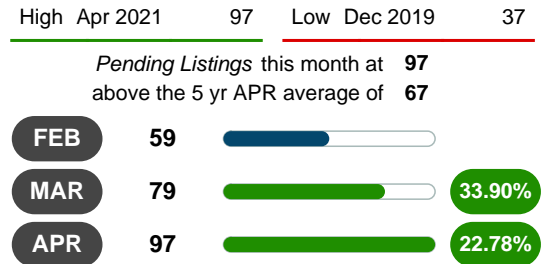 High Apr 2021 97 Low Dec 2019 37
Pending Listings this month at 97
above the 5 yr APR average of 67
FEB 59
MAR 79 33.90%
APR 97 22.78%